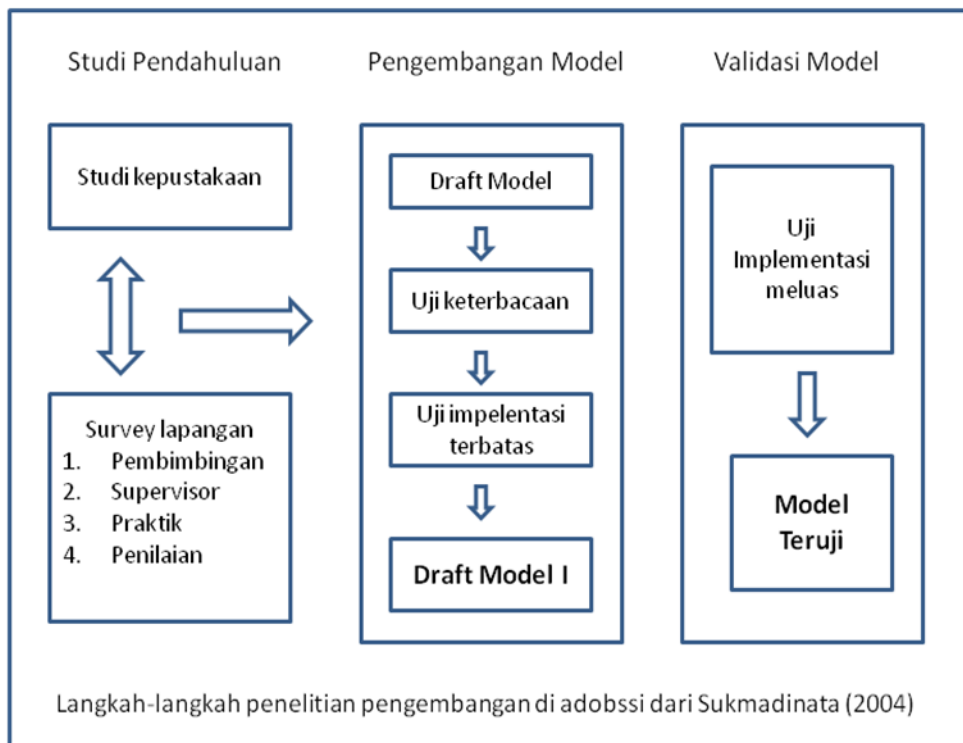 Studi Pendahuluan
Studi kepustakaan
Survey lapangan
1. Pembimbingan
2. Supervisor
3. Praktik
4. Penilaian
Pengembangan Model
Draft Model
Uji keterbacaan
Uji impelentasi
terbatas
Draft Model I
Validasi Model
Uji
Implementasi
meluas
Model
Teruji
Langkah-langkah penelitian pengembangan di adobssi dari Sukmadinata (2004)